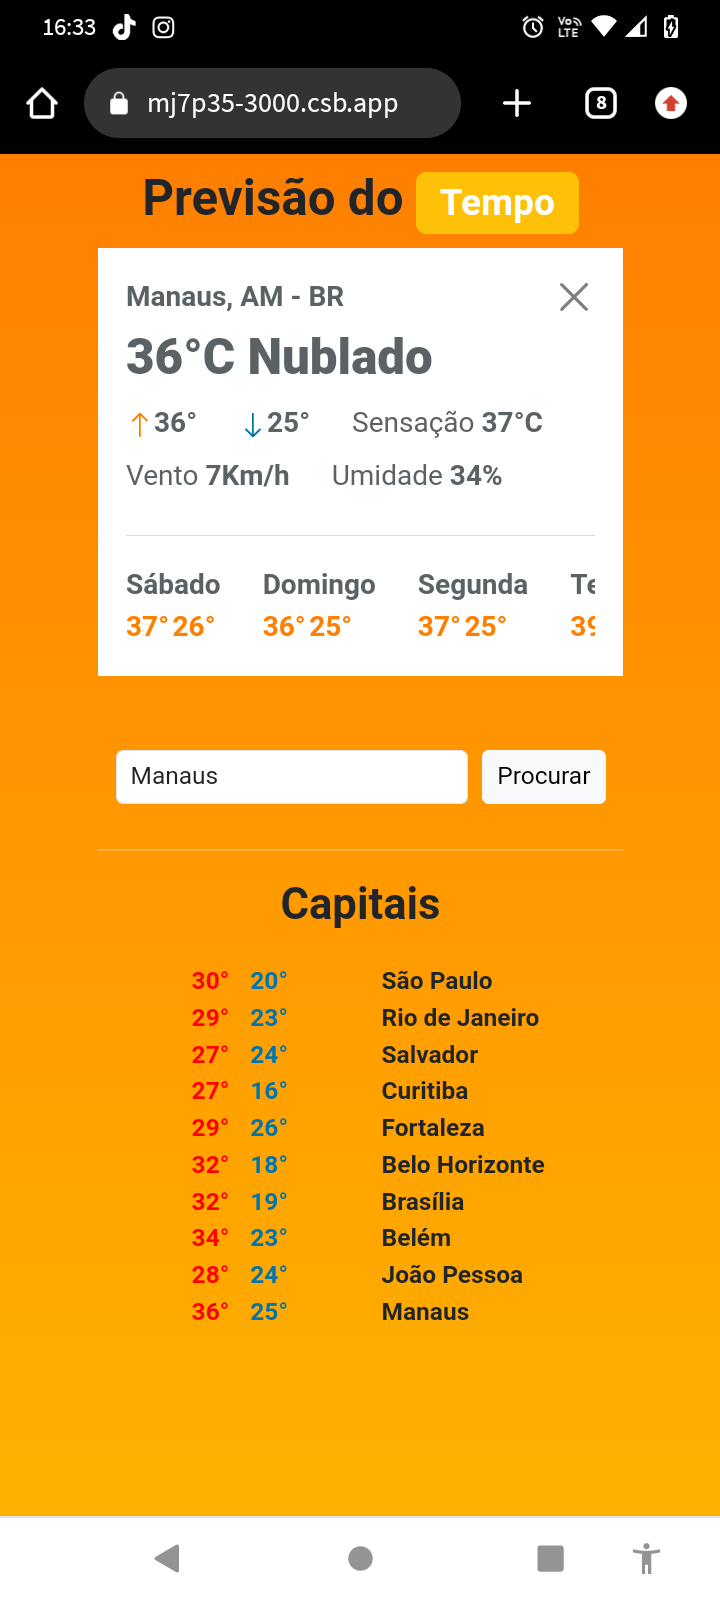 16:33
Vo LTE
mj7p35-3000.csb.app
8
Previsão do Tempo
Manaus, AM - BR
36°C Nublado
36° 25° Sensação 37°C
Vento 7Km/h Umidade 34%
Sábado Domingo Segunda Te
37° 26° 36° 25° 37° 25° 39
Manaus Procurar
Capitais
30° 20° São Paulo
29° 23° Rio de Janeiro
27° 24° Salvador
27° 16° Curitiba
29° 26° Fortaleza
32° 18° Belo Horizonte
32° 19° Brasília
34° 23° Belém
28° 24° João Pessoa
36° 25° Manaus